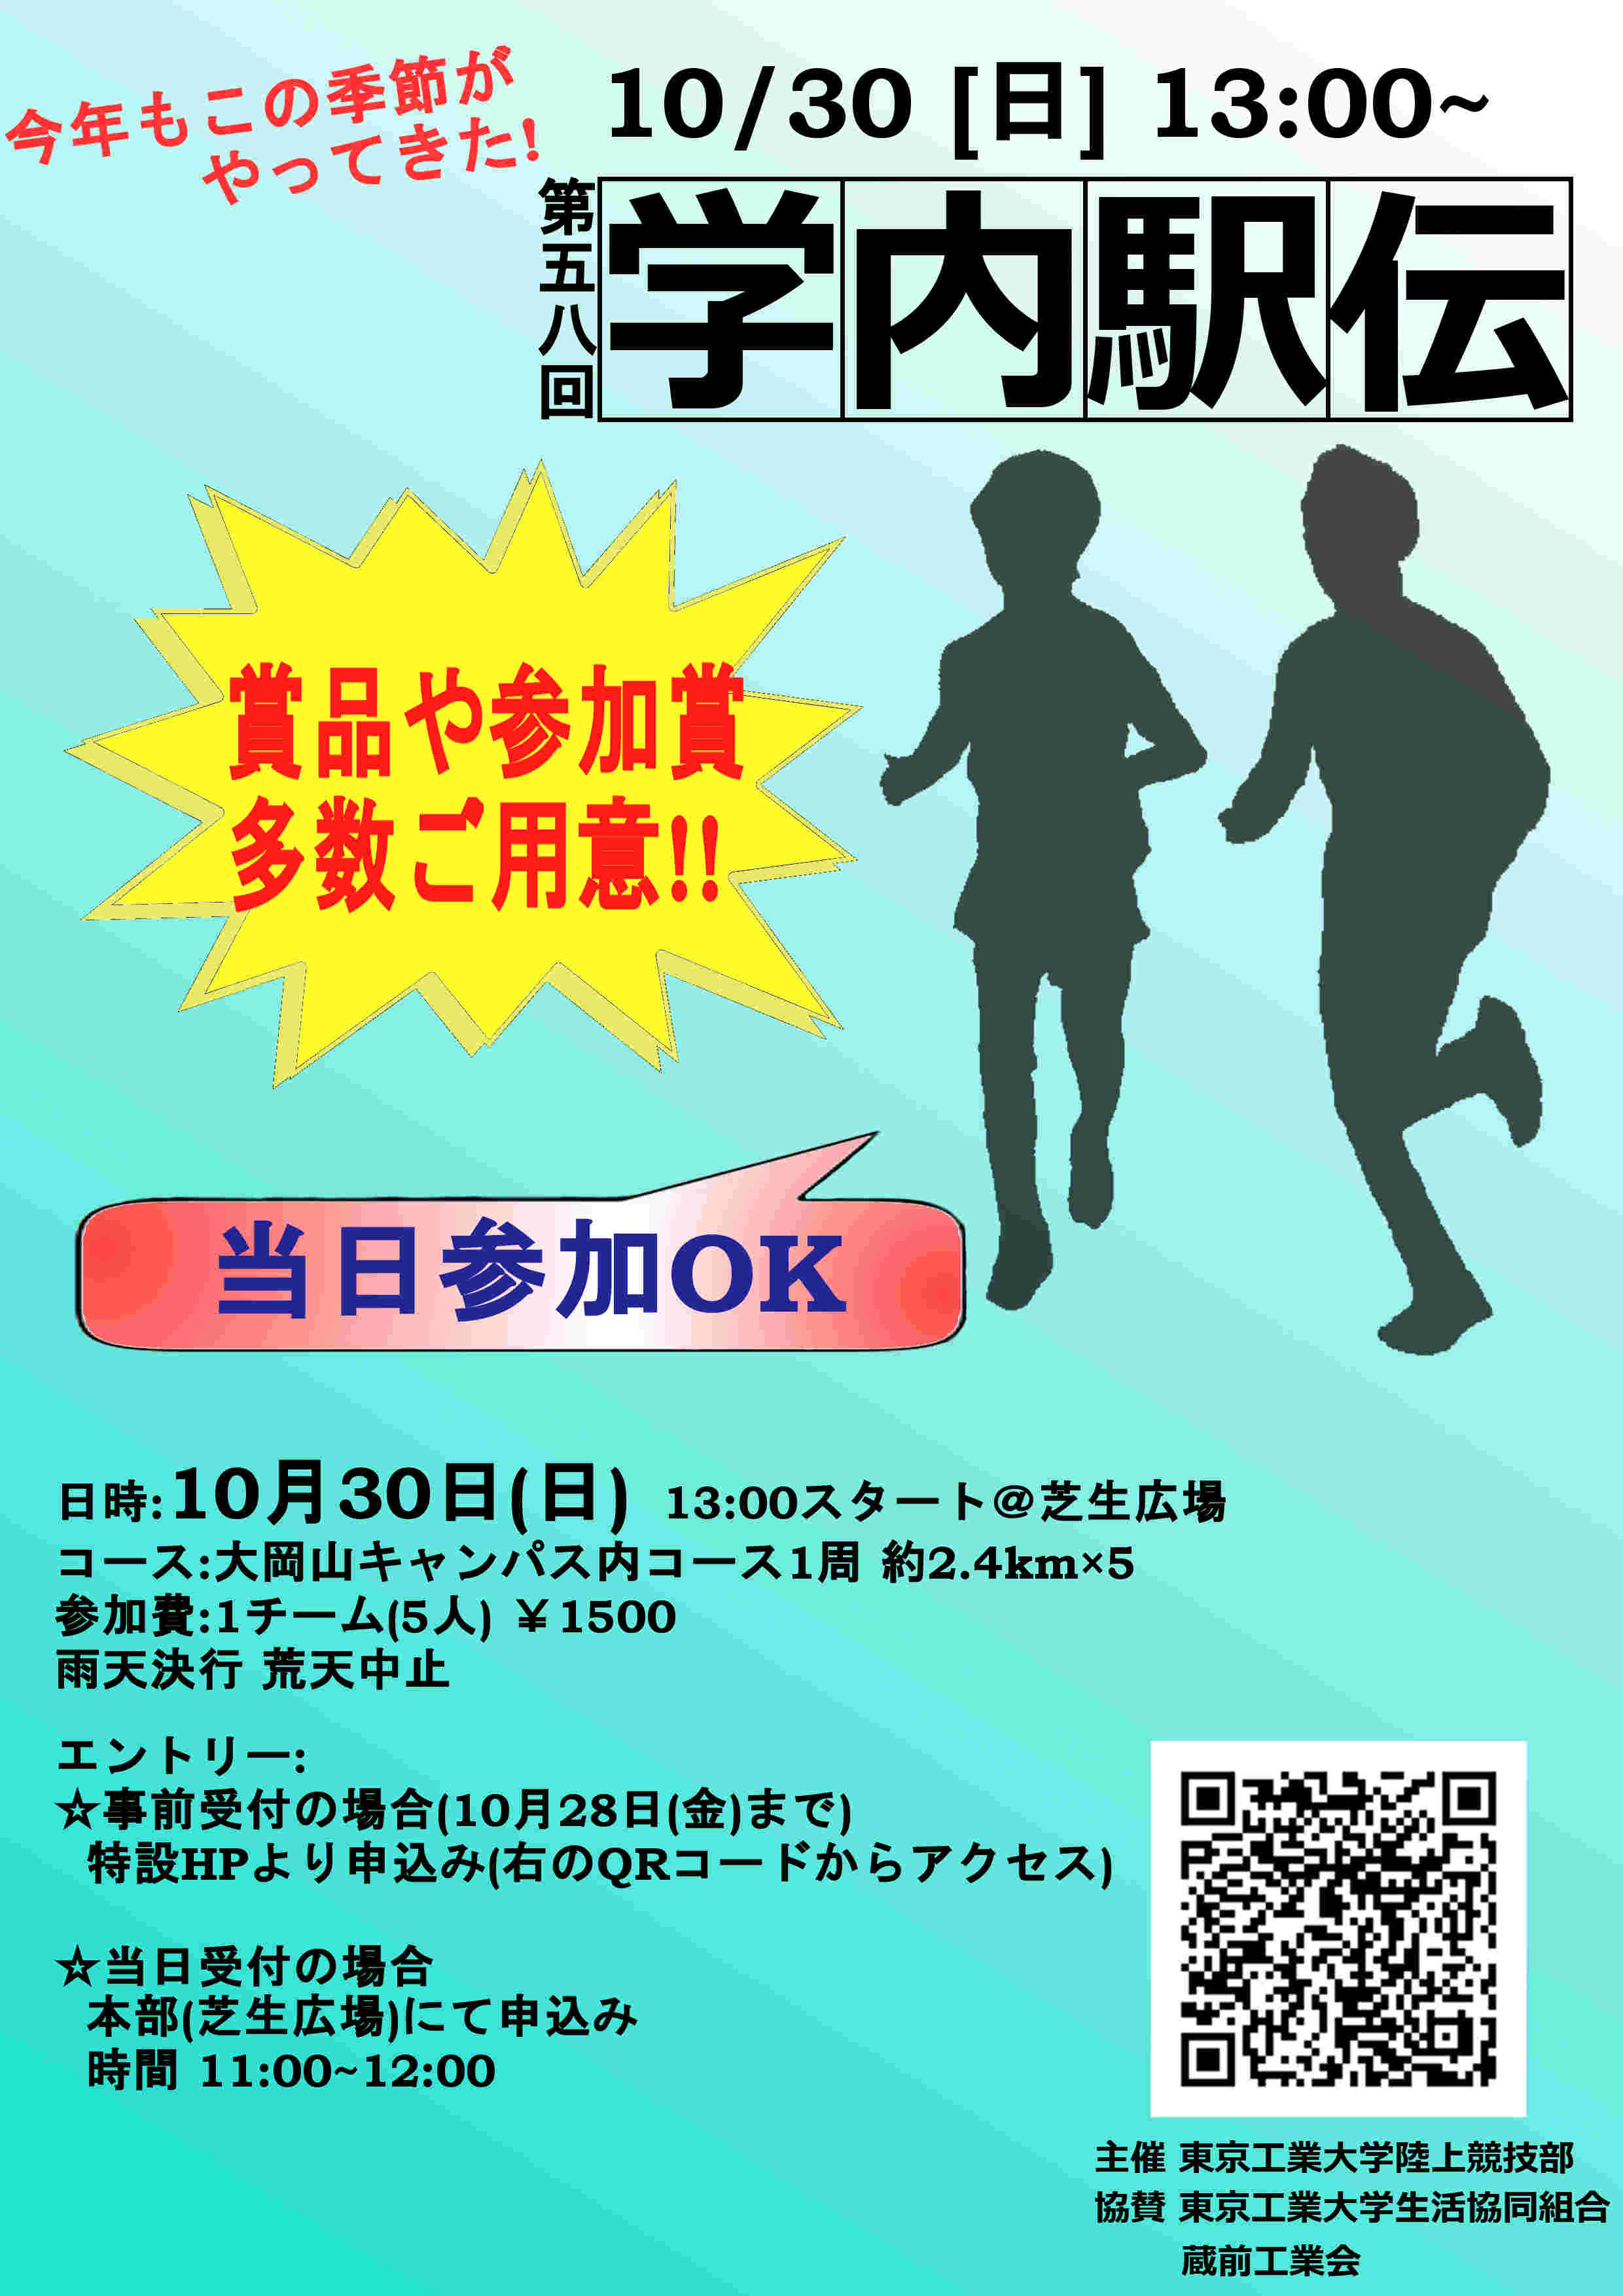 今年もこの季節が
やってきた!
10/30 [日] 13:00~
第五八回
学内駅伝
賞品や参加賞
多数ご用意!!
当日参加OK
日時:10月30日(日) 13:00スタート@芝生広場
コース:大岡山キャンパス内コース1周 約2.4km×5
参加費:1チーム(5人) ￥1500
雨天決行 荒天中止
エントリー:
☆事前受付の場合(10月28日(金)まで)
特設HPより申込み(右のQRコードからアクセス)
☆当日受付の場合
本部(芝生広場)にて申込み
時間 11:00~12:00
主催 東京工業大学陸上競技部
協賛 東京工業大学生活協同組合
蔵前工業会